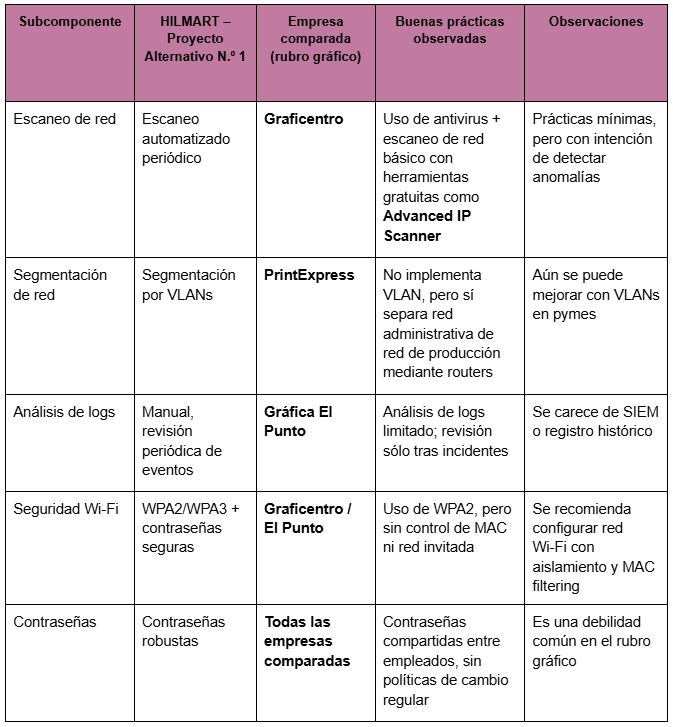 Subcomponente
HILMART –
Proyecto
Alternativo N.º 1
Empresa
comparada
(rubro gráfico)
Buenas prácticas
observadas
Observaciones
Escaneo de red
Escaneo
automatizado
periódico
Graficentro
Uso de antivirus +
escaneo de red
básico con
herramientas
gratuitas como
Advanced IP
Scanner
Prácticas mínimas,
pero con intención
de detectar
anomalías
Segmentación
de red
Segmentación
por VLANs
PrintExpress
No implementa
VLAN, pero sí
separa red
administrativa de
red de producción
mediante routers
Aún se puede
mejorar con VLANs
en pymes
Análisis de logs
Manual,
revisión
periódica de
eventos
Gráfica El
Punto
Análisis de logs
limitado; revisión
sólo tras incidentes
Se carece de SIEM
o registro histórico
Seguridad Wi-Fi
WPA2/WPA3 +
contraseñas
seguras
Graficentro /
El Punto
Uso de WPA2, pero
sin control de MAC
ni red invitada
Se recomienda
configurar red
Wi-Fi con
aislamiento y MAC
filtering
Contraseñas
Contraseñas
robustas
Todas las
empresas
comparadas
Contraseñas
compartidas entre
empleados, sin
políticas de cambio
regular
Es una debilidad
común en el rubro
gráfico